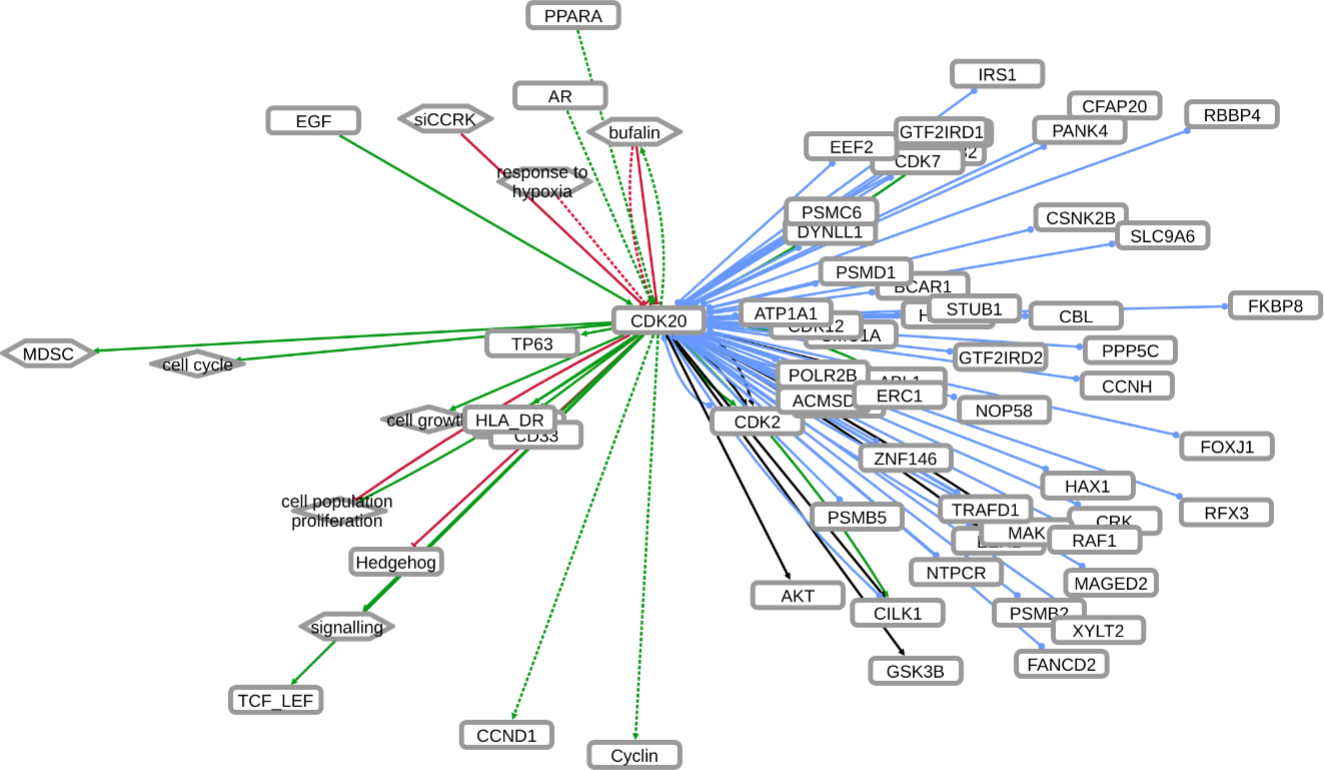 PPARA
IRS1
AR
CFAP20
RBBP4
EGF
siCCRK
bufalin
GTF2IRD1
PANK4
EEF2
CDK7
response to
hypoxia
PSMC6
DYNLL1
CSNK2B
SLC9A6
PSMD1
BCAR1
FKBP8
CDK20
ATP1A1
STUB1
CBL
CDK12
TP63
MDSC
cell cycle
GTF2IRD2
PPP5C
POLR2B
ABL1
CCNH
ACMSD
ERC1
NOP58
cell growth
HLA_DR
CD33
CDK2
FOXJ1
ZNF146
HAX1
cell population
proliferation
PSMB5
TRAFD1
CRK
RFX3
MAK
RAF1
Hedgehog
NTPCR
MAGED2
AKT
CILK1
PSMB2
XYLT2
signalling
GSK3B
FANCD2
TCF_LEF
CCND1
Cyclin